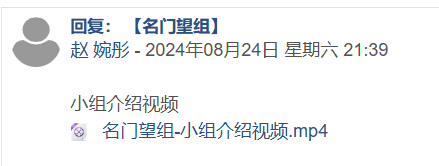 回复：【名门望组】
赵 婉彤 - 2024年08月24日 星期六 21:39
小组介绍视频
名门望组-小组介绍视频.mp4